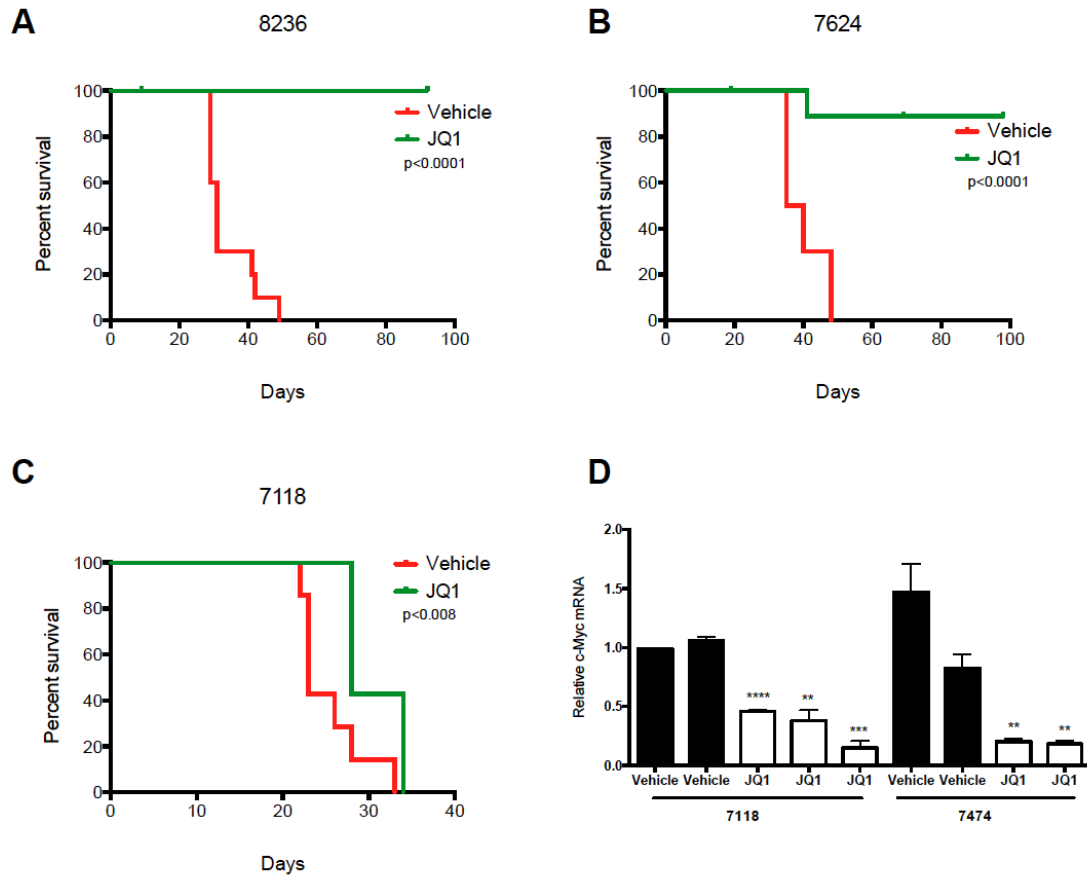 A
8236
Percent survival
100
80
60
40
20
0
0 20 40 60 80 100
Days
Vehicle
JQ1
p<0.0001
B
7624
Percent survival
100
80
60
40
20
0
0 20 40 60 80 100
Days
Vehicle
JQ1
p<0.0001
C
7118
Percent survival
100
80
60
40
20
0
0 10 20 30 40
Days
Vehicle
JQ1
p<0.008
D
Relative c-Myc mRNA
2.0
1.5
1.0
0.5
0.0
**** ** *** ** **
Vehicle Vehicle JQ1 JQ1 JQ1 Vehicle Vehicle JQ1 JQ1
7118 7474